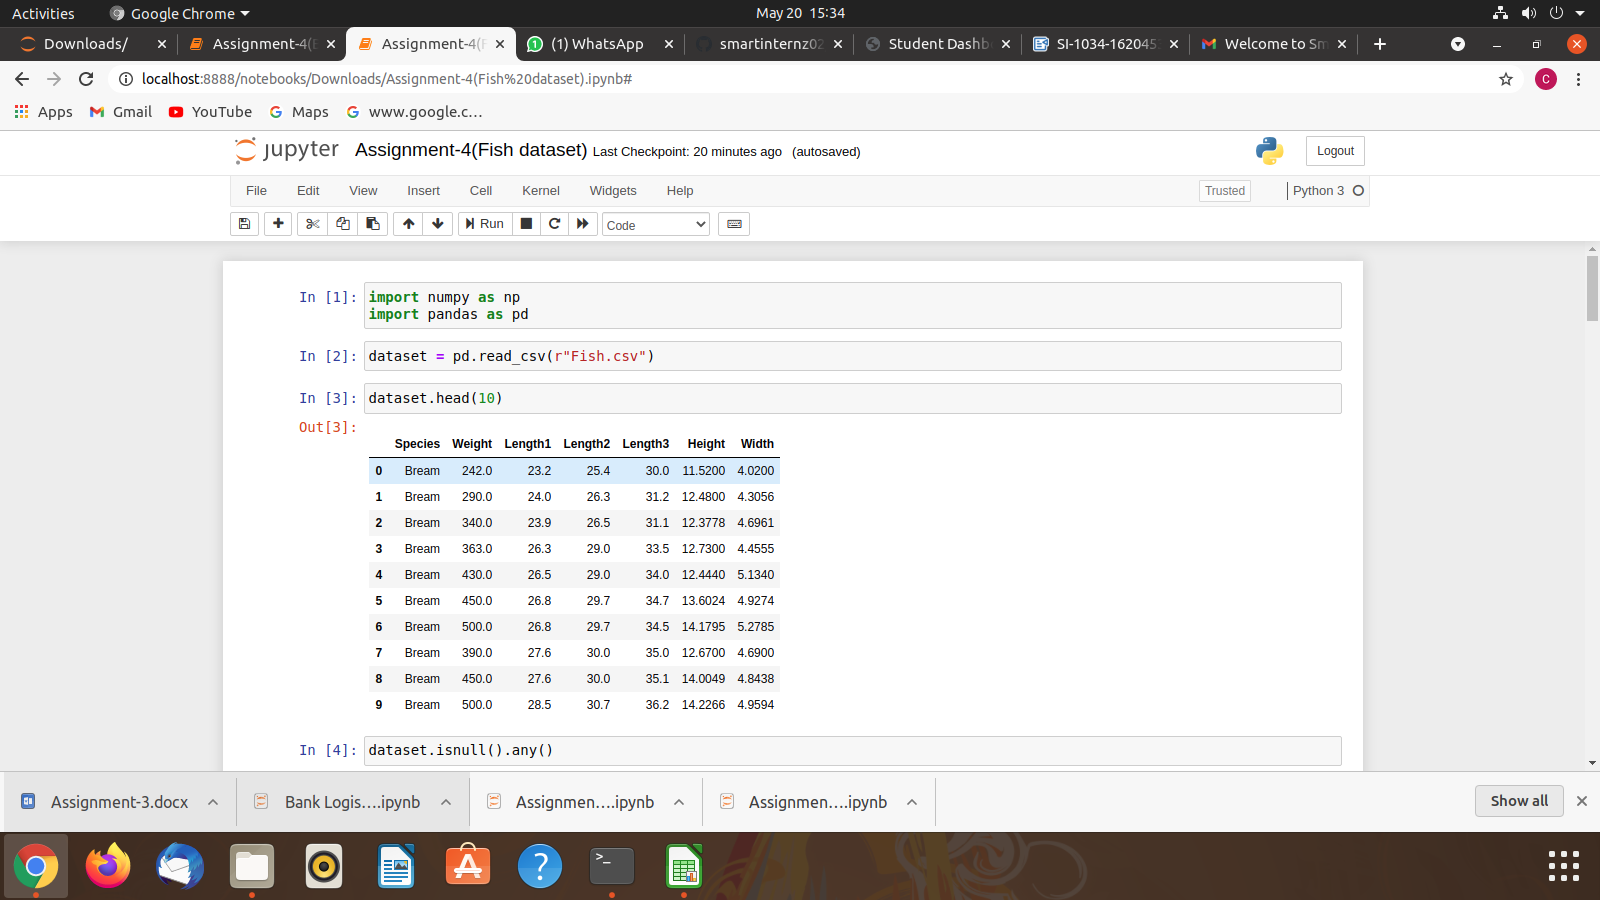 Activities Google Chrome May 20 15:34
Downloads/ Assignment-4( Assignment-4( (1) WhatsApp smartinternz02 Student Dashb SI-1034-162045 Welcome to Sm
localhost:8888/notebooks/Downloads/Assignment-4(Fish%20dataset).ipynb# C
Apps Gmail YouTube Maps www.google.c...
jupyter Assignment-4(Fish dataset) Last Checkpoint: 20 minutes ago (autosaved) Logout
File Edit View Insert Cell Kernel Widgets Help Trusted Python 3
Run Code
In [1]: import numpy as np
import pandas as pd
In [2]: dataset = pd.read_csv(r"Fish.csv")
In [3]: dataset.head(10)
Out[3]:
Species Weight Length1 Length2 Length3 Height Width
0 Bream 242.0 23.2 25.4 30.0 11.5200 4.0200
1 Bream 290.0 24.0 26.3 31.2 12.4800 4.3056
2 Bream 340.0 23.9 26.5 31.1 12.3778 4.6961
3 Bream 363.0 26.3 29.0 33.5 12.7300 4.4555
4 Bream 430.0 26.5 29.0 34.0 12.4440 5.1340
5 Bream 450.0 26.8 29.7 34.7 13.6024 4.9274
6 Bream 500.0 26.8 29.7 34.5 14.1795 5.2785
7 Bream 390.0 27.6 30.0 35.0 12.6700 4.6900
8 Bream 450.0 27.6 30.0 35.1 14.0049 4.8438
9 Bream 500.0 28.5 30.7 36.2 14.2266 4.9594
In [4]: dataset.isnull().any()
Assignment-3.docx Bank Logis....ipynb Assignmen....ipynb Assignmen....ipynb Show all